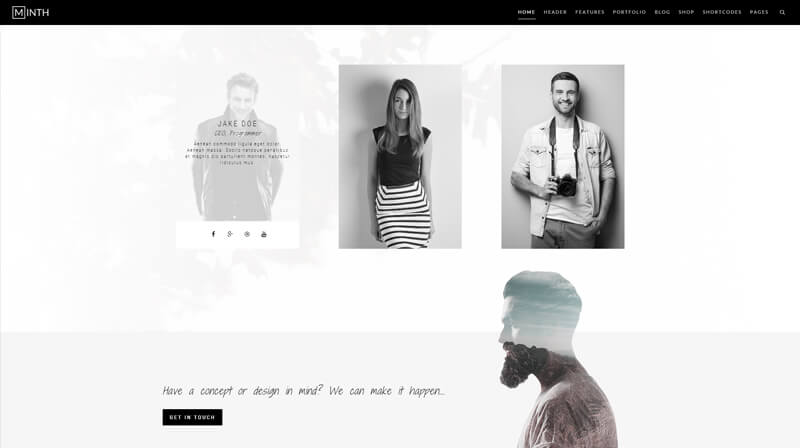 MINTH
HOME HEADER FEATURES PORTFOLIO BLOG SHOP SHORTCODES PAGES
JAKE DOE
CEO, Programmer
Aenean commodo ligula eget dolor.
Aenean massa. Sociis natoque penatibus
et magnis dis parturient montes, nascetur
ridiculus mus.
Have a concept or design in mind? We can make it happen...
GET IN TOUCH